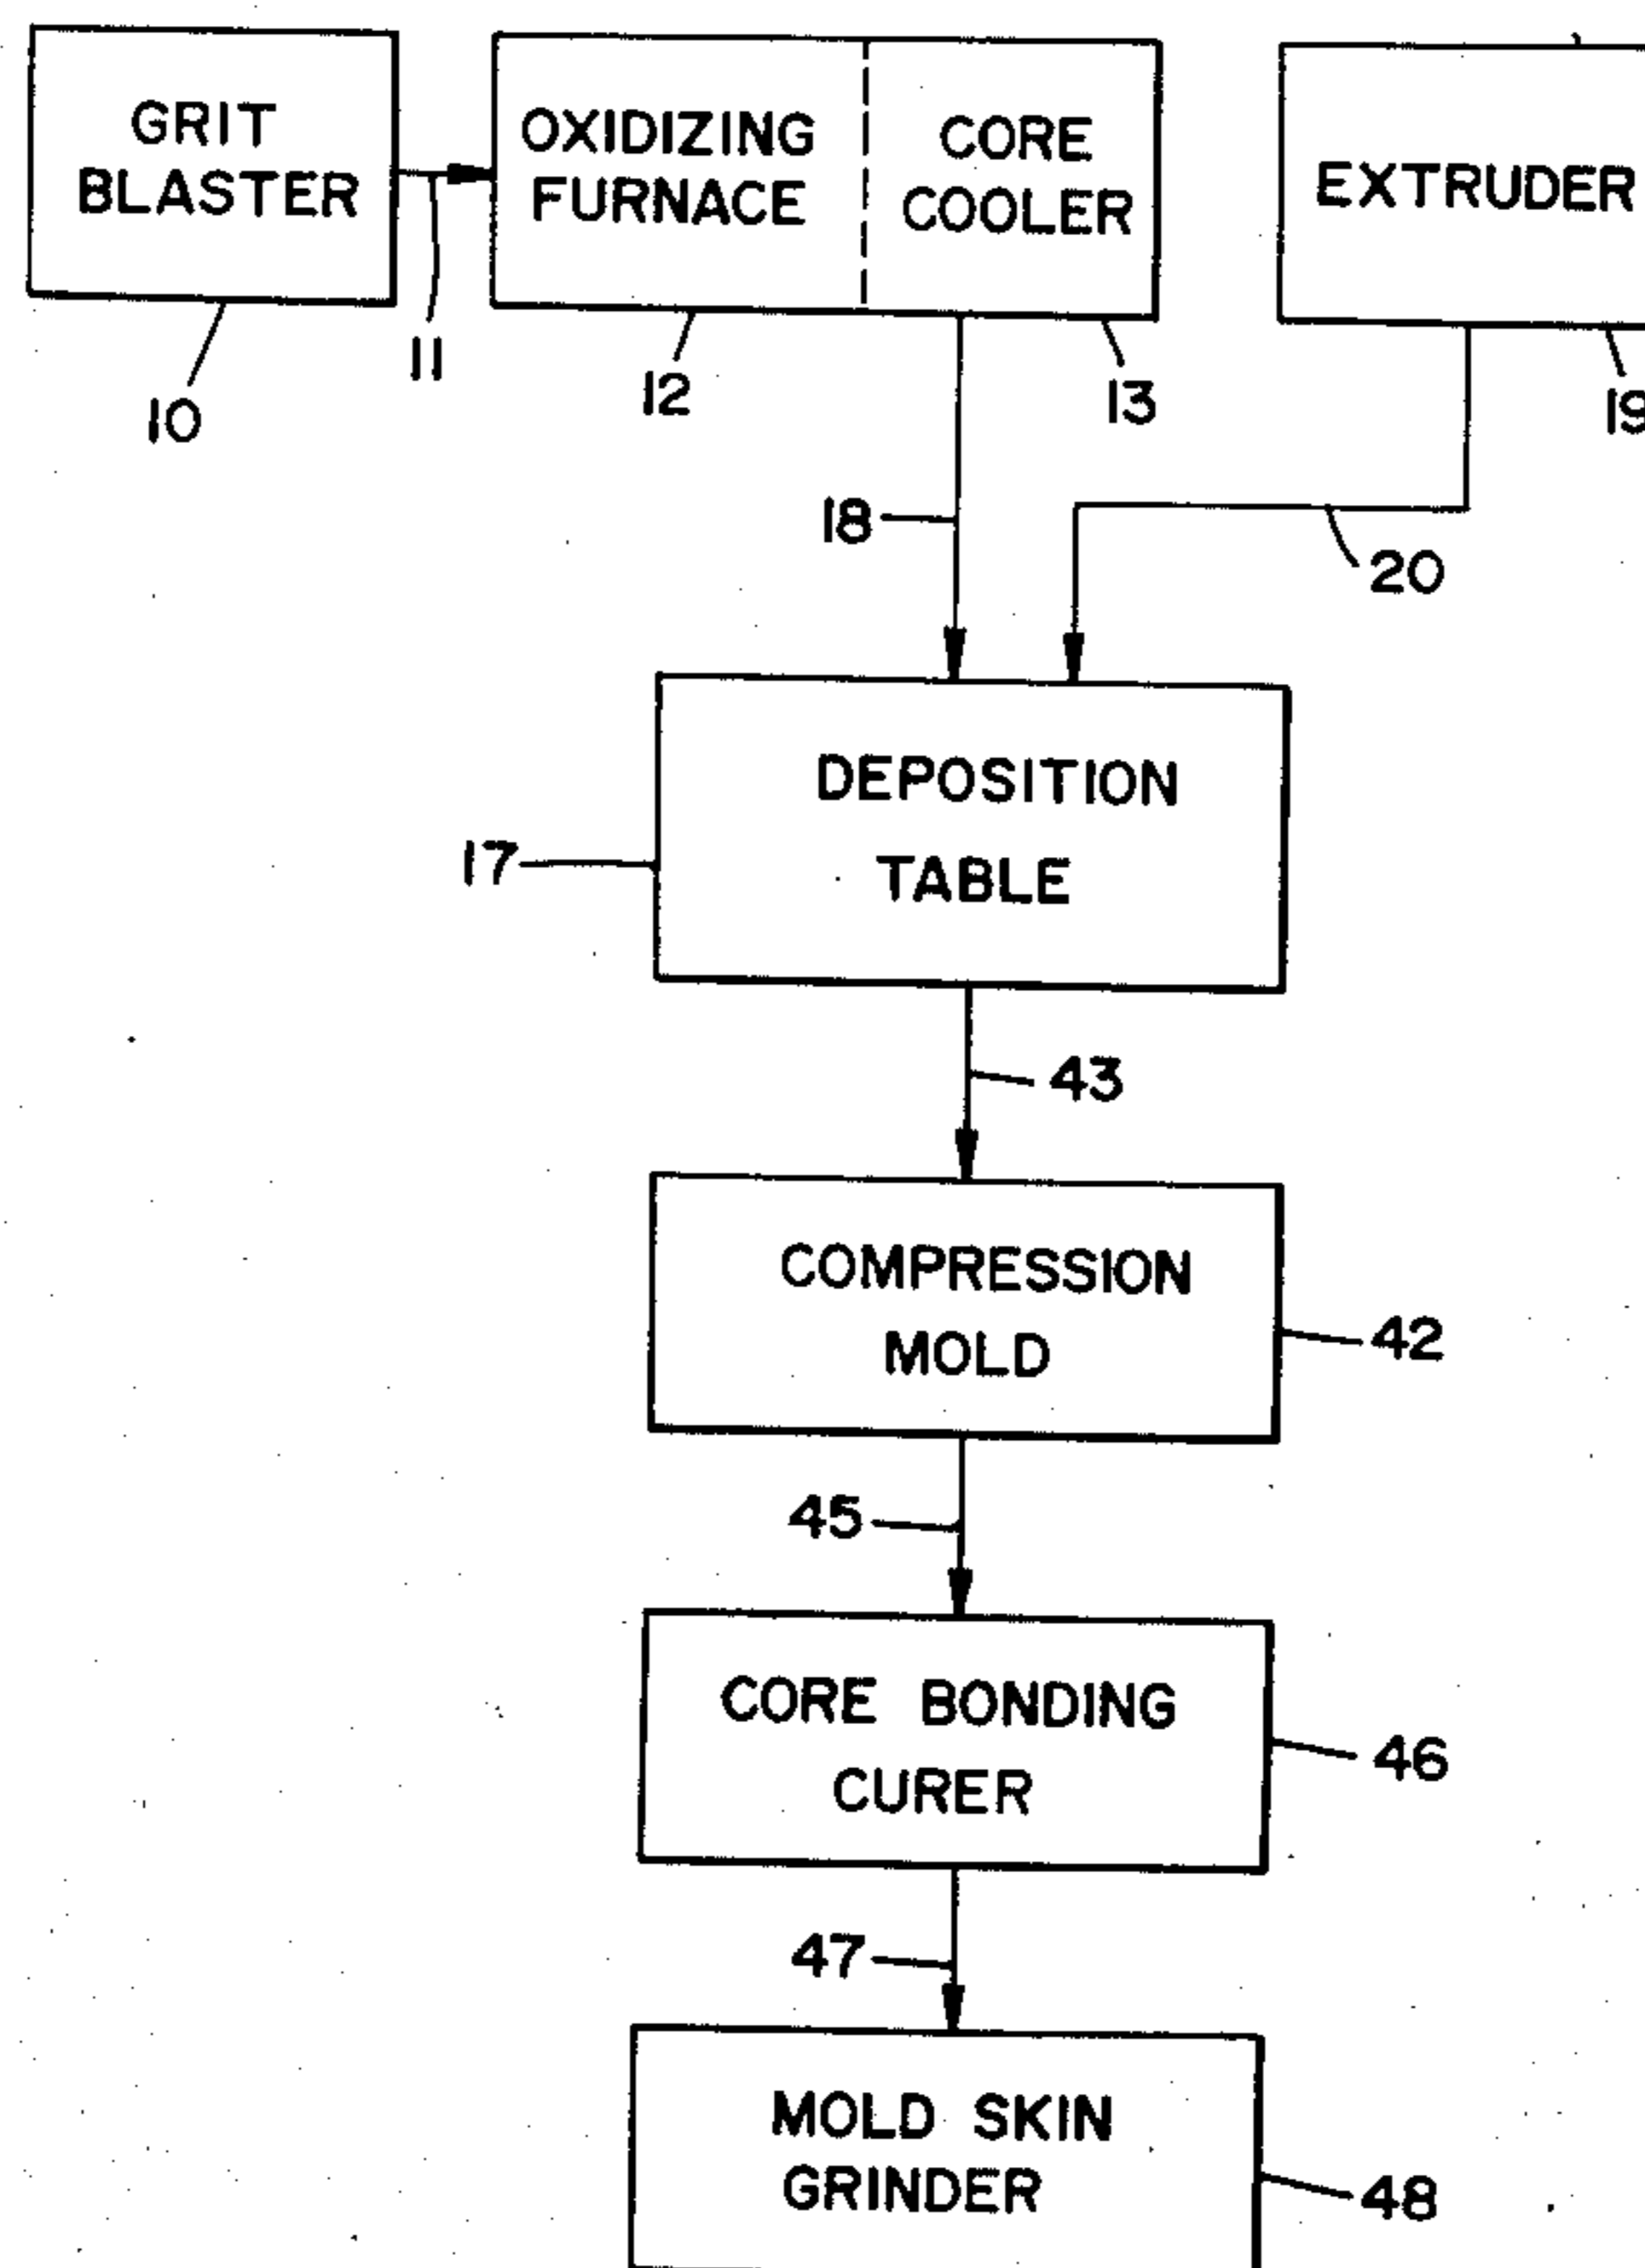 GRIT
BLASTER
OXIDIZING
FURNACE
CORE
COOLER
EXTRUDER
10
11
12
13
19
18
20
DEPOSITION
TABLE
17
43
COMPRESSION
MOLD
42
45
CORE BONDING
CURER
46
47
MOLD SKIN
GRINDER
48